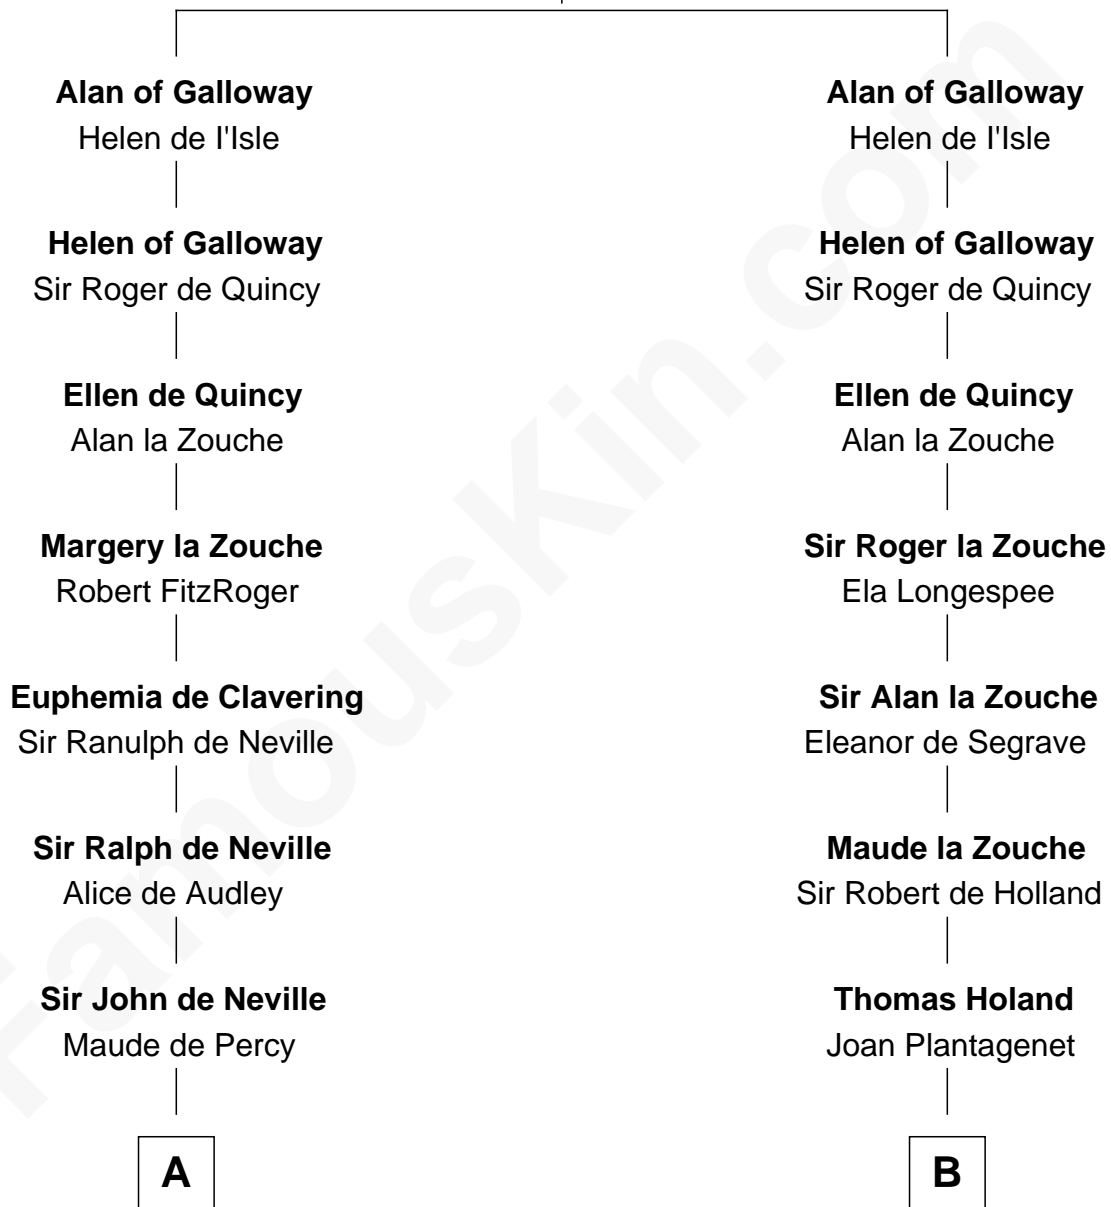 Alan of Galloway
Helen de I'Isle
Helen of Galloway
Sir Roger de Quincy
Ellen de Quincy
Alan la Zouche
Margery la Zouche
Robert FitzRoger
Euphemia de Clavering
Sir Ranulph de Neville
Sir Ralph de Neville
Alice de Audley
Sir John de Neville
Maude de Percy
A
Alan of Galloway
Helen de I'Isle
Helen of Galloway
Sir Roger de Quincy
Ellen de Quincy
Alan la Zouche
Sir Roger la Zouche
Ela Longespee
Sir Alan la Zouche
Eleanor de Segrave
Maude la Zouche
Sir Robert de Holland
Thomas Holand
Joan Plantagenet
B
FamousKin.com